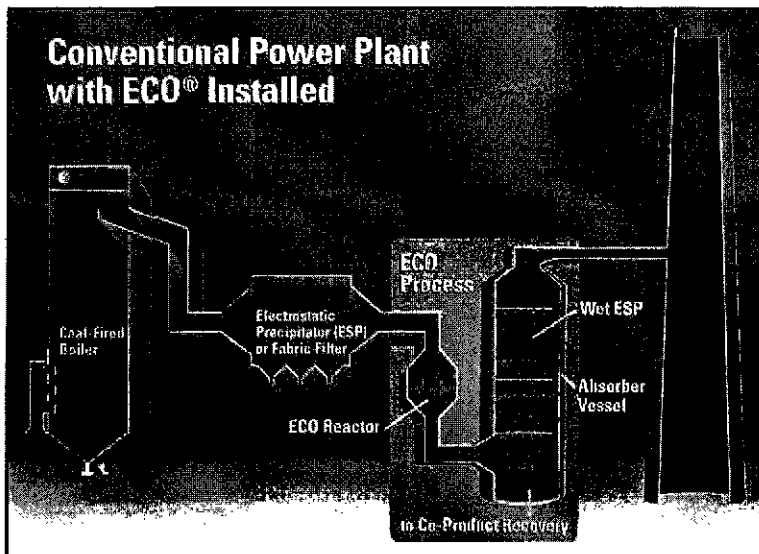 Conventional Power Plant
with ECO® Installed
ECO
Process
Electrostatic
Precipitator (ESP)
or Fabric Filter
Coal-Fired
Boiler
Wet ESP
Absorber
Vessel
ECO Reactor
to Co-Product Recovery